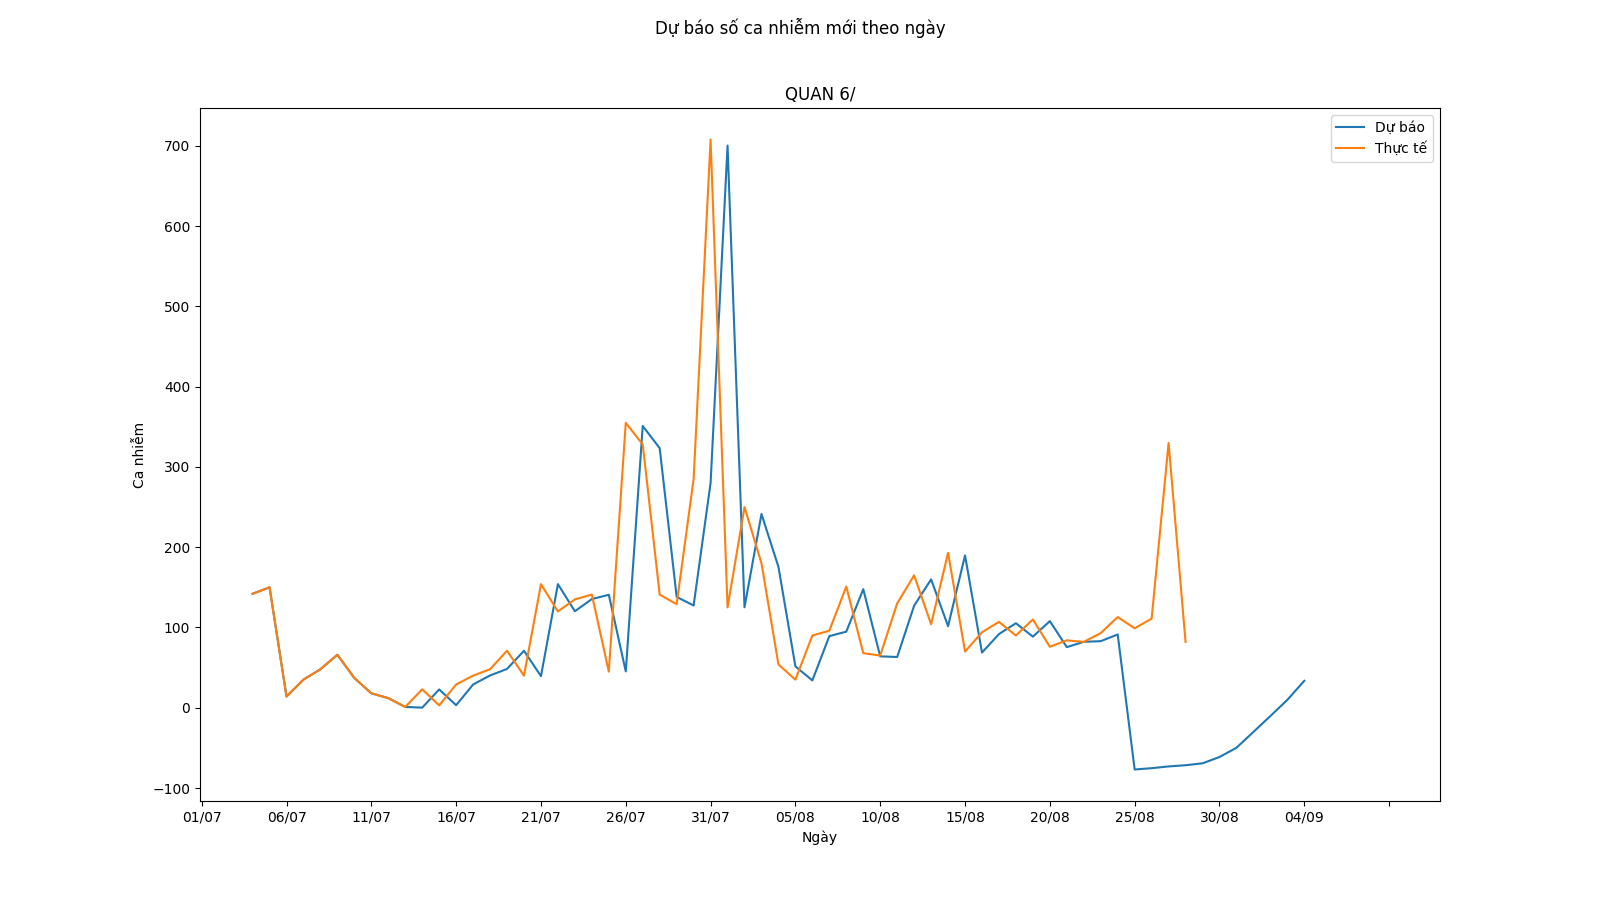 Dự báo số ca nhiễm mới theo ngày
QUAN 6/
Dự báo
Thực tế
700
600
500
400
300
200
100
0
−100
Ca nhiễm
01/07 06/07 11/07 16/07 21/07 26/07 31/07 05/08 10/08 15/08 20/08 25/08 30/08 04/09
Ngày